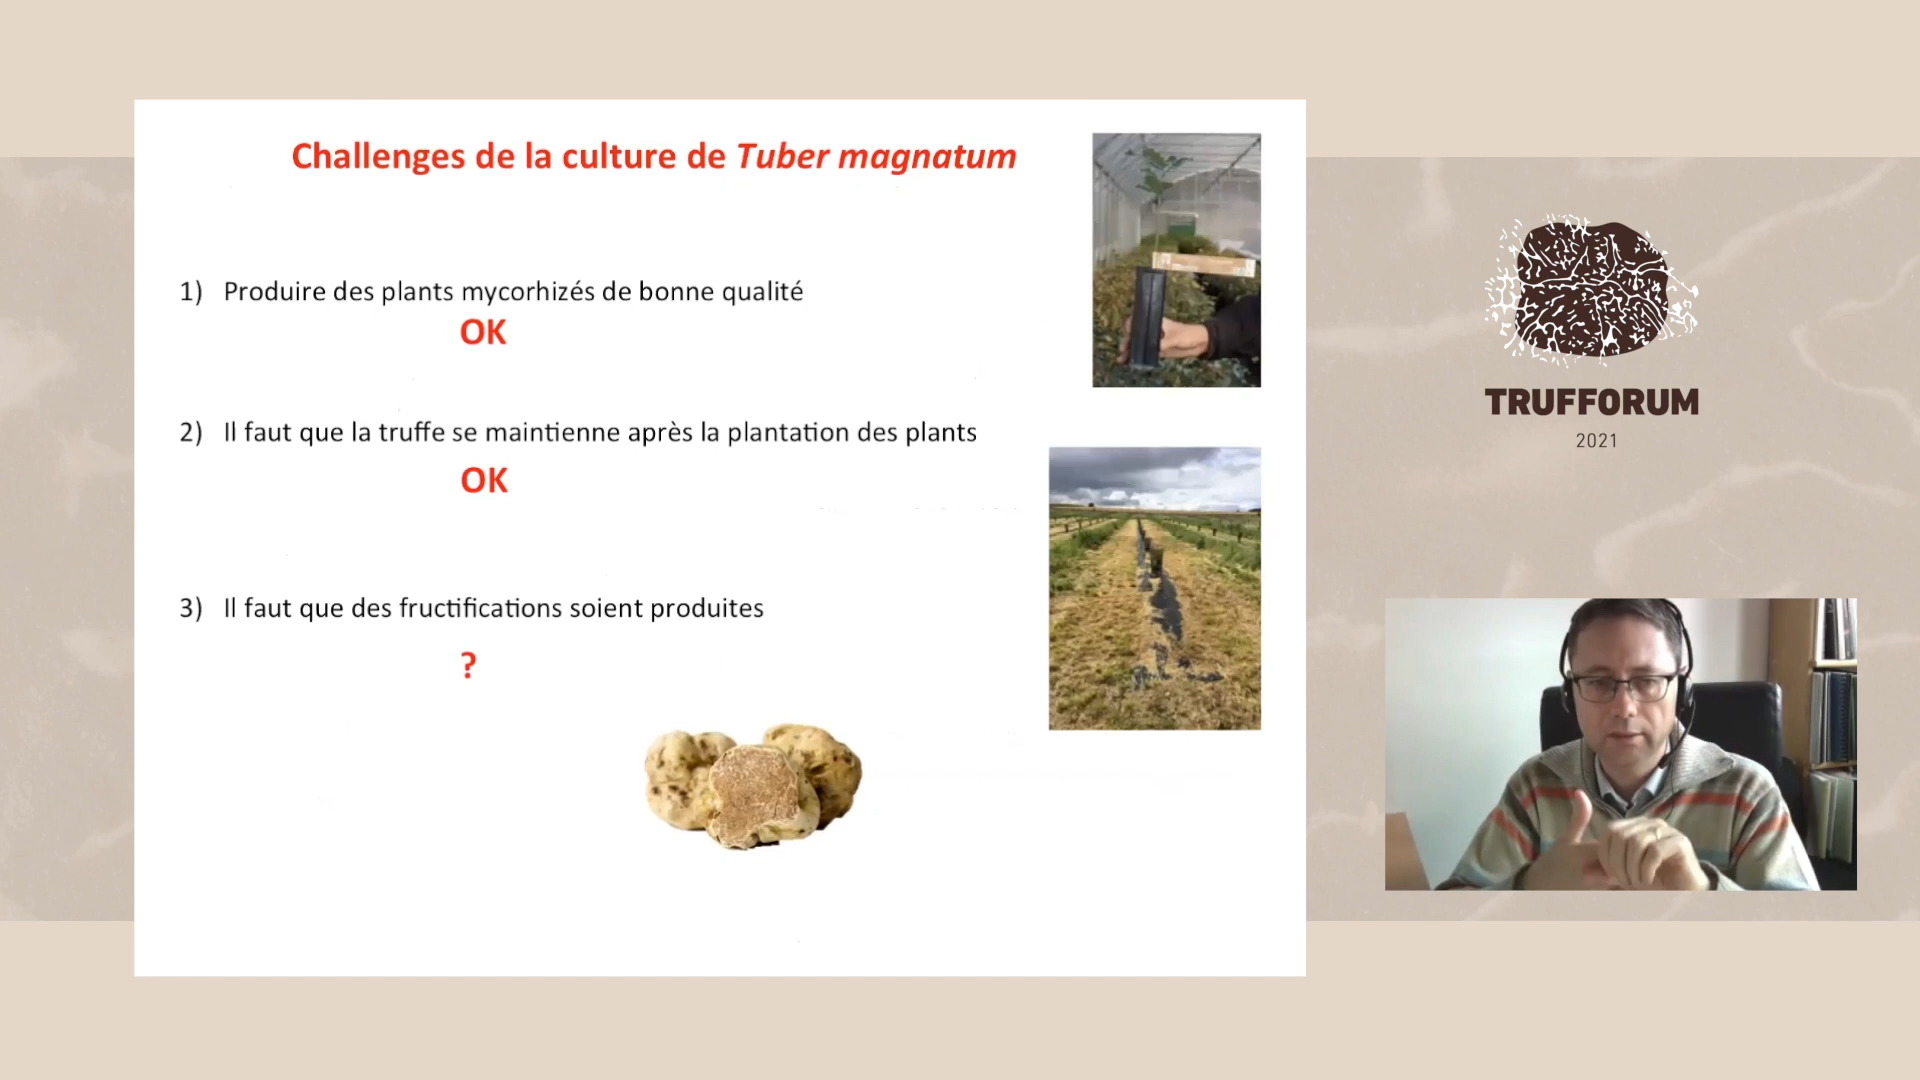 Challenges de la culture de Tuber magnatum
1) Produire des plants mycorhizés de bonne qualité
OK
2) Il faut que la truffe se maintienne après la plantation des plants
OK
3) Il faut que des fructifications soient produites
?
TRUFFORUM
2021